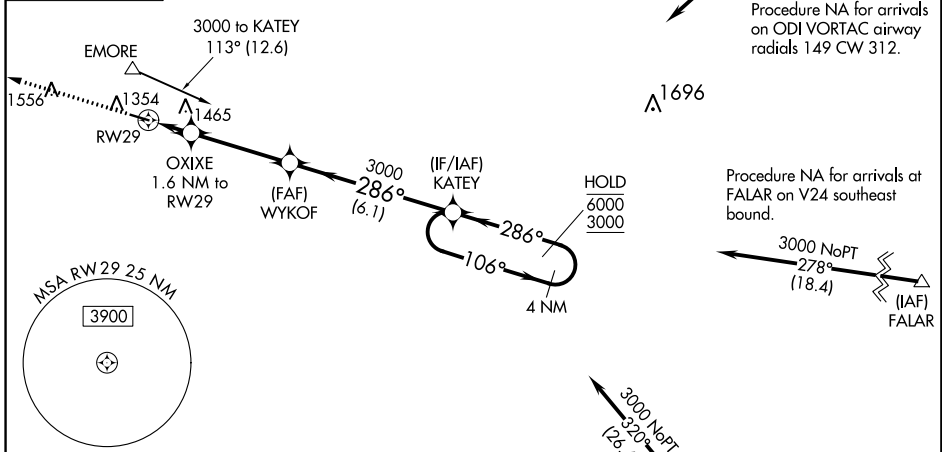 Procedure NA for arrivals
on ODI VORTAC airway
radials 149 CW 312.
3000 to KATEY
113° (12.6)
EMORE
1556
1354
1465
1696
RW29
OXIXE
1.6 NM to
RW29
(FAF)
WYKOF
3000
286°
(6.1)
(IF/IAF)
KATEY
HOLD
6000
3000
286°
106°
4 NM
Procedure NA for arrivals at
FALAR on V24 southeast
bound.
3000 NoPT
278°
(18.4)
(IAF)
FALAR
MSA RW29 25 NM
3900
3000 NoPT
320°
(26.